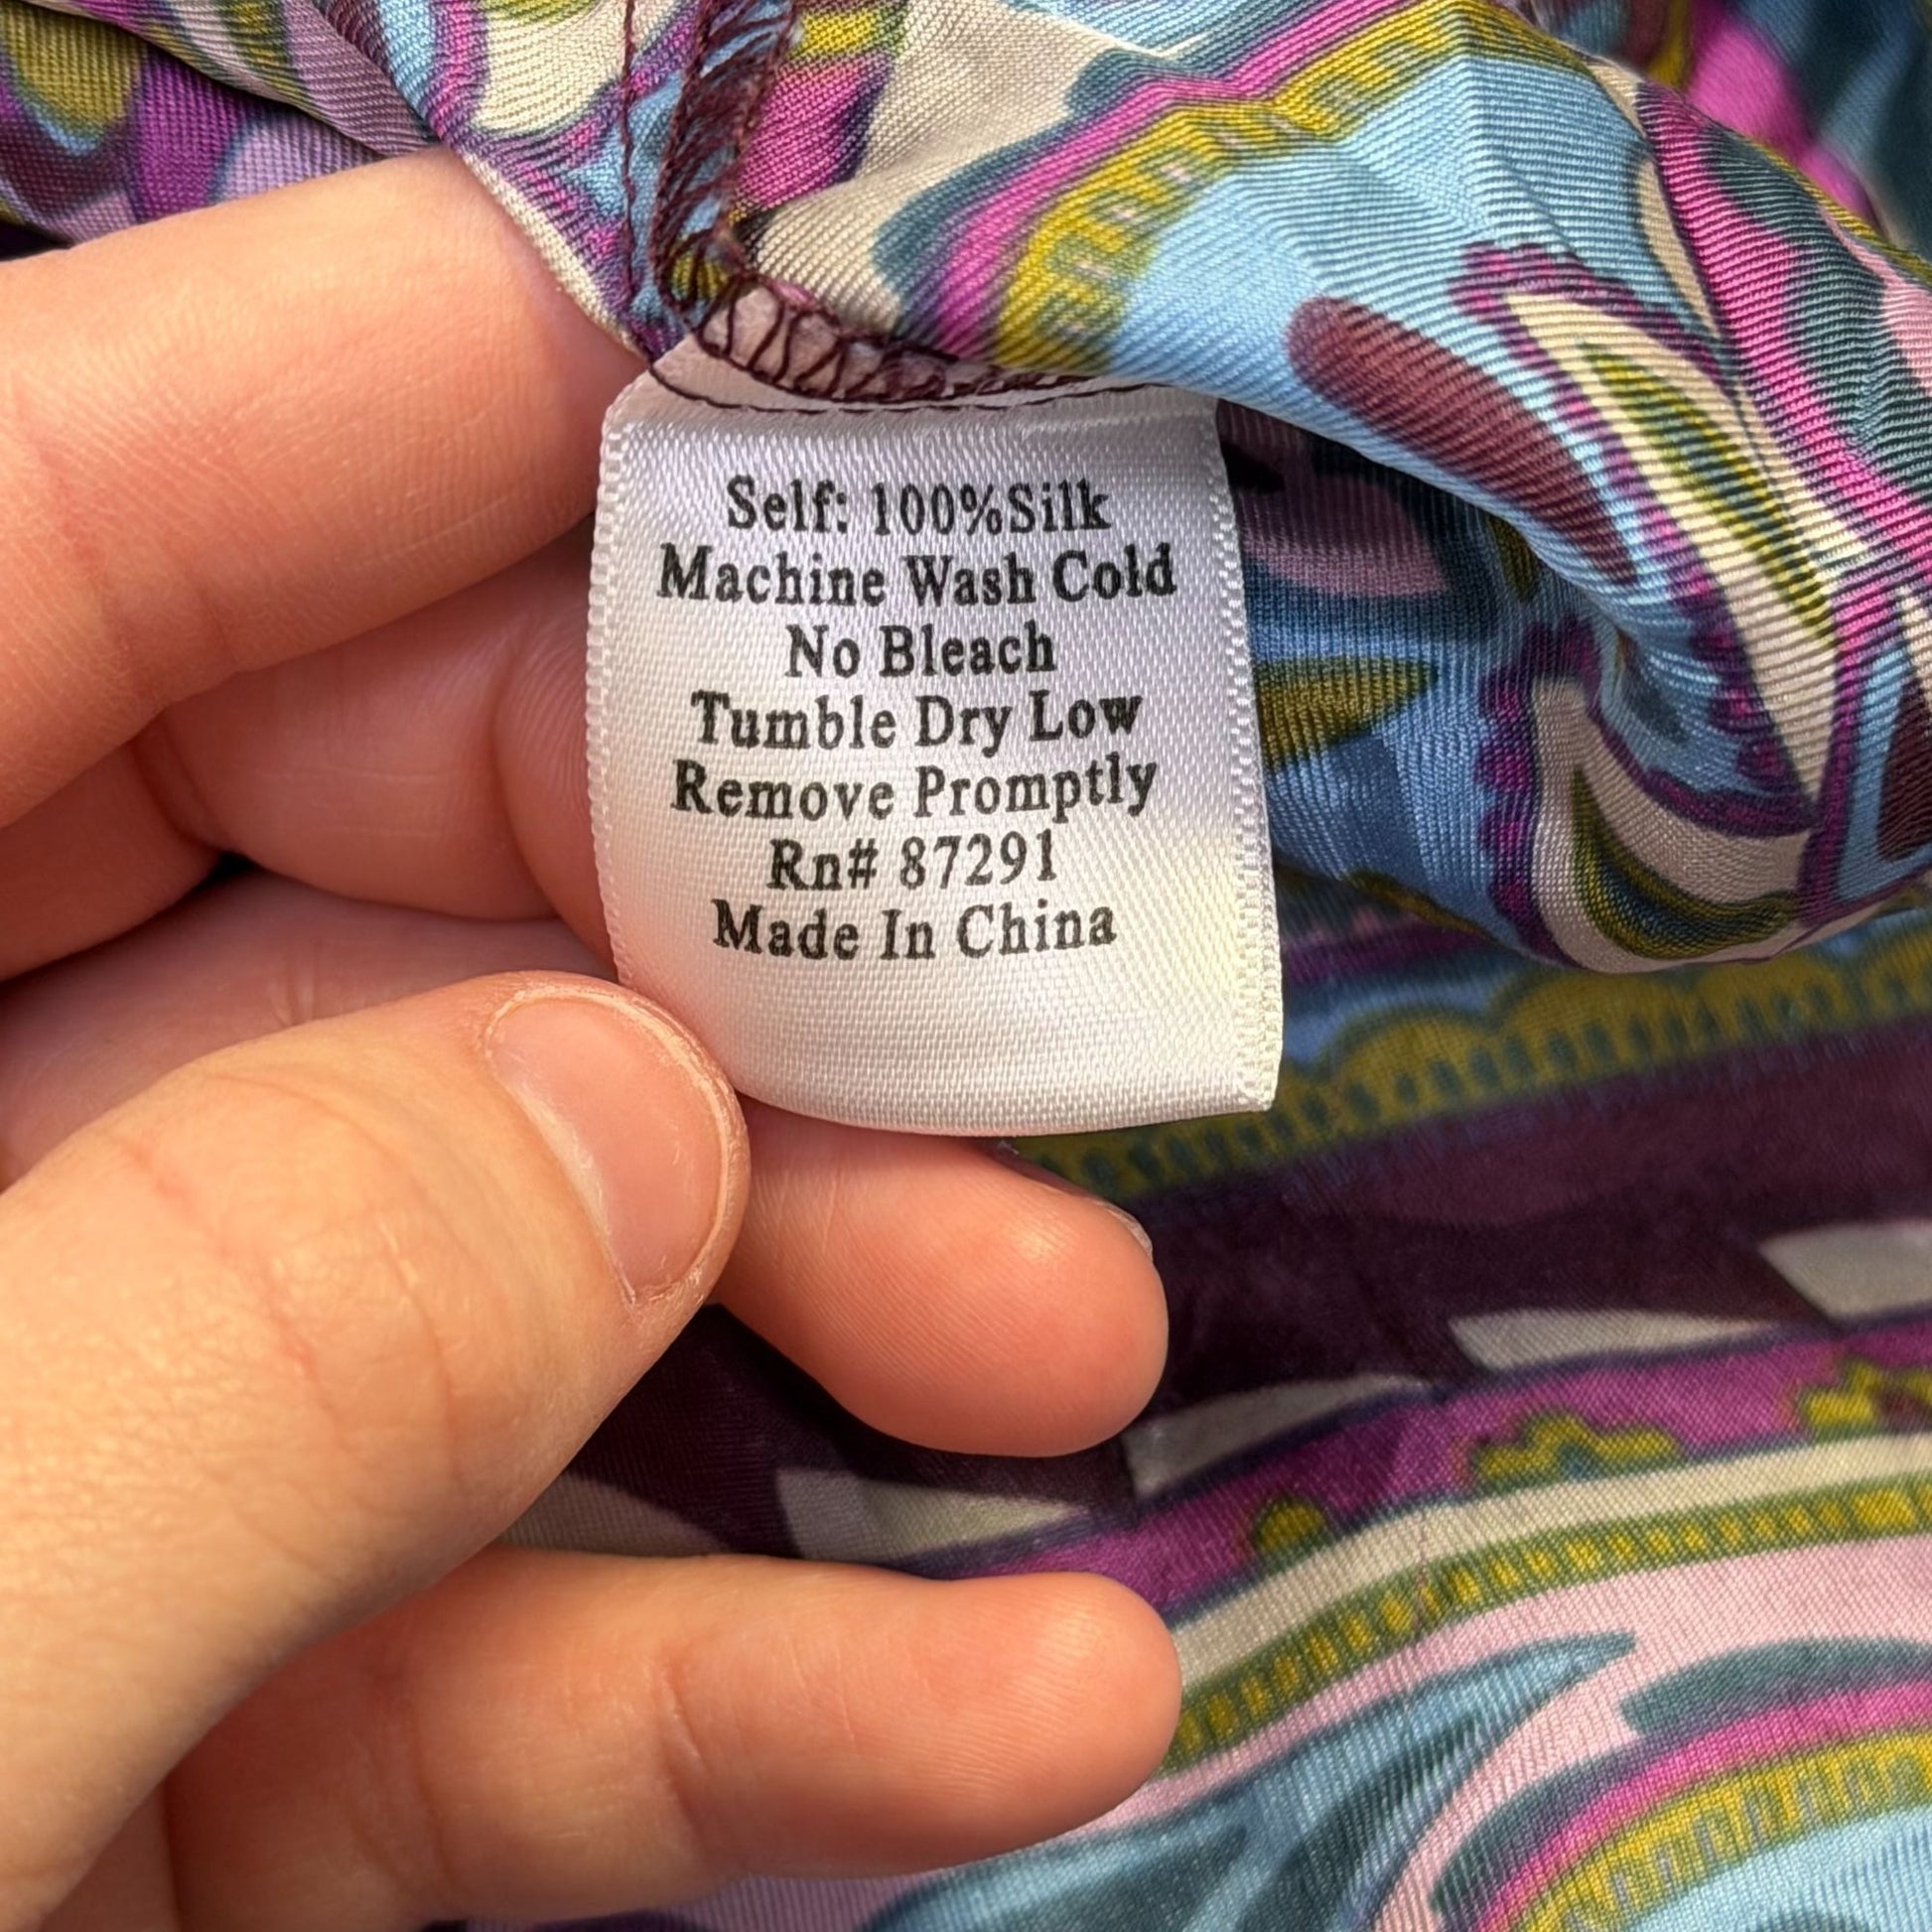 Self: 100%Silk
Machine Wash Cold
No Bleach
Tumble Dry Low
Remove Promptly
Rn# 87291
Made In China